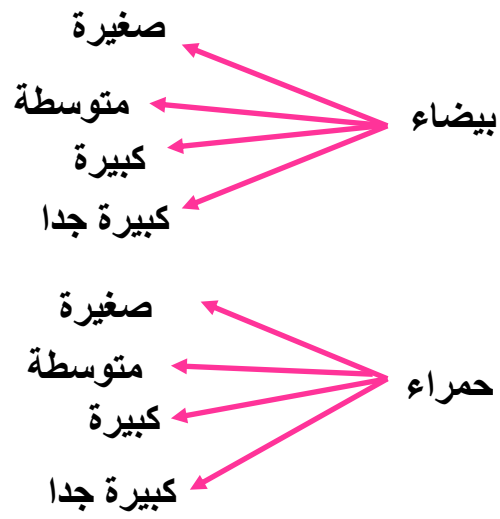 صغيرة
متوسطة
بيضاء
كبيرة
كبيرة جدا
صغيرة
متوسطة
حمراء
كبيرة
كبيرة جدا